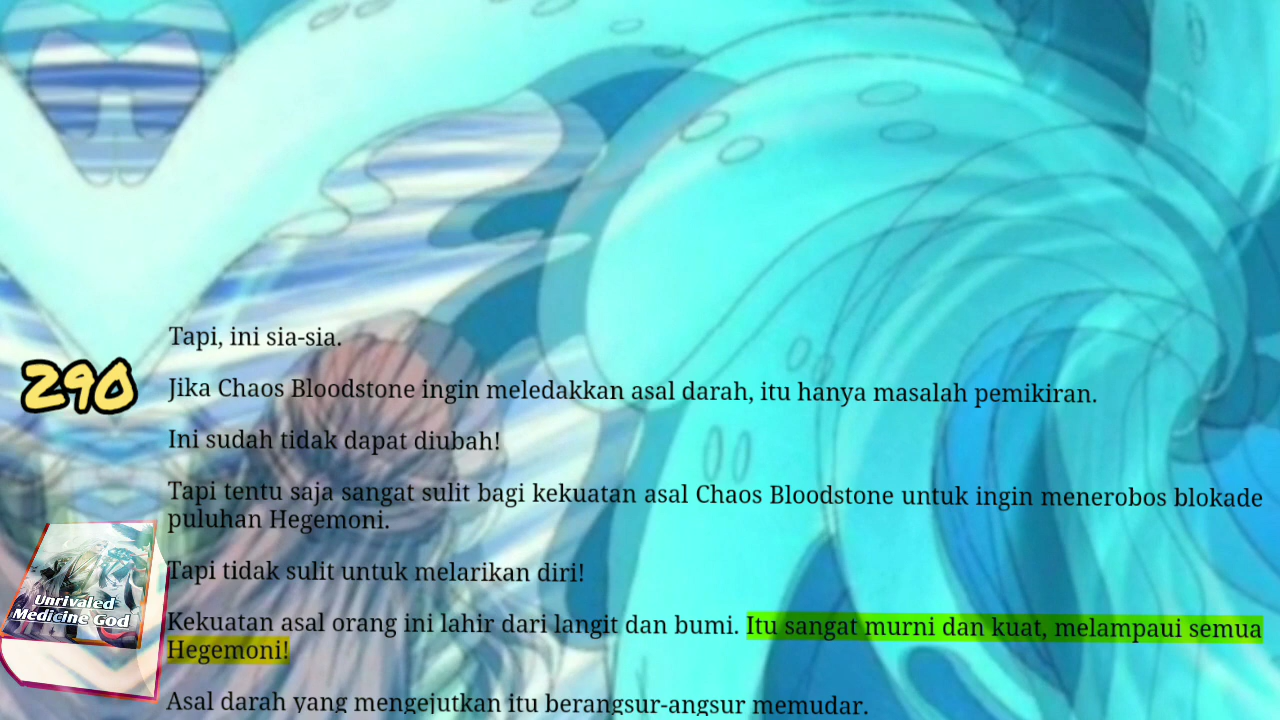 Tapi, ini sia-sia.
290
Jika Chaos Bloodstone ingin meledakkan asal darah, itu hanya masalah pemikiran.
Ini sudah tidak dapat diubah!
Tapi tentu saja sangat sulit bagi kekuatan asal Chaos Bloodstone untuk ingin menerobos blokade
puluhan Hegemoni.
Tapi tidak sulit untuk melarikan diri!
Unrivaled
Medicine God
Kekuatan asal orang ini lahir dari langit dan bumi. Itu sangat murni dan kuat, melampaui semua
Hegemoni!
Asal darah yang mengejutkan itu berangsur-angsur memudar.